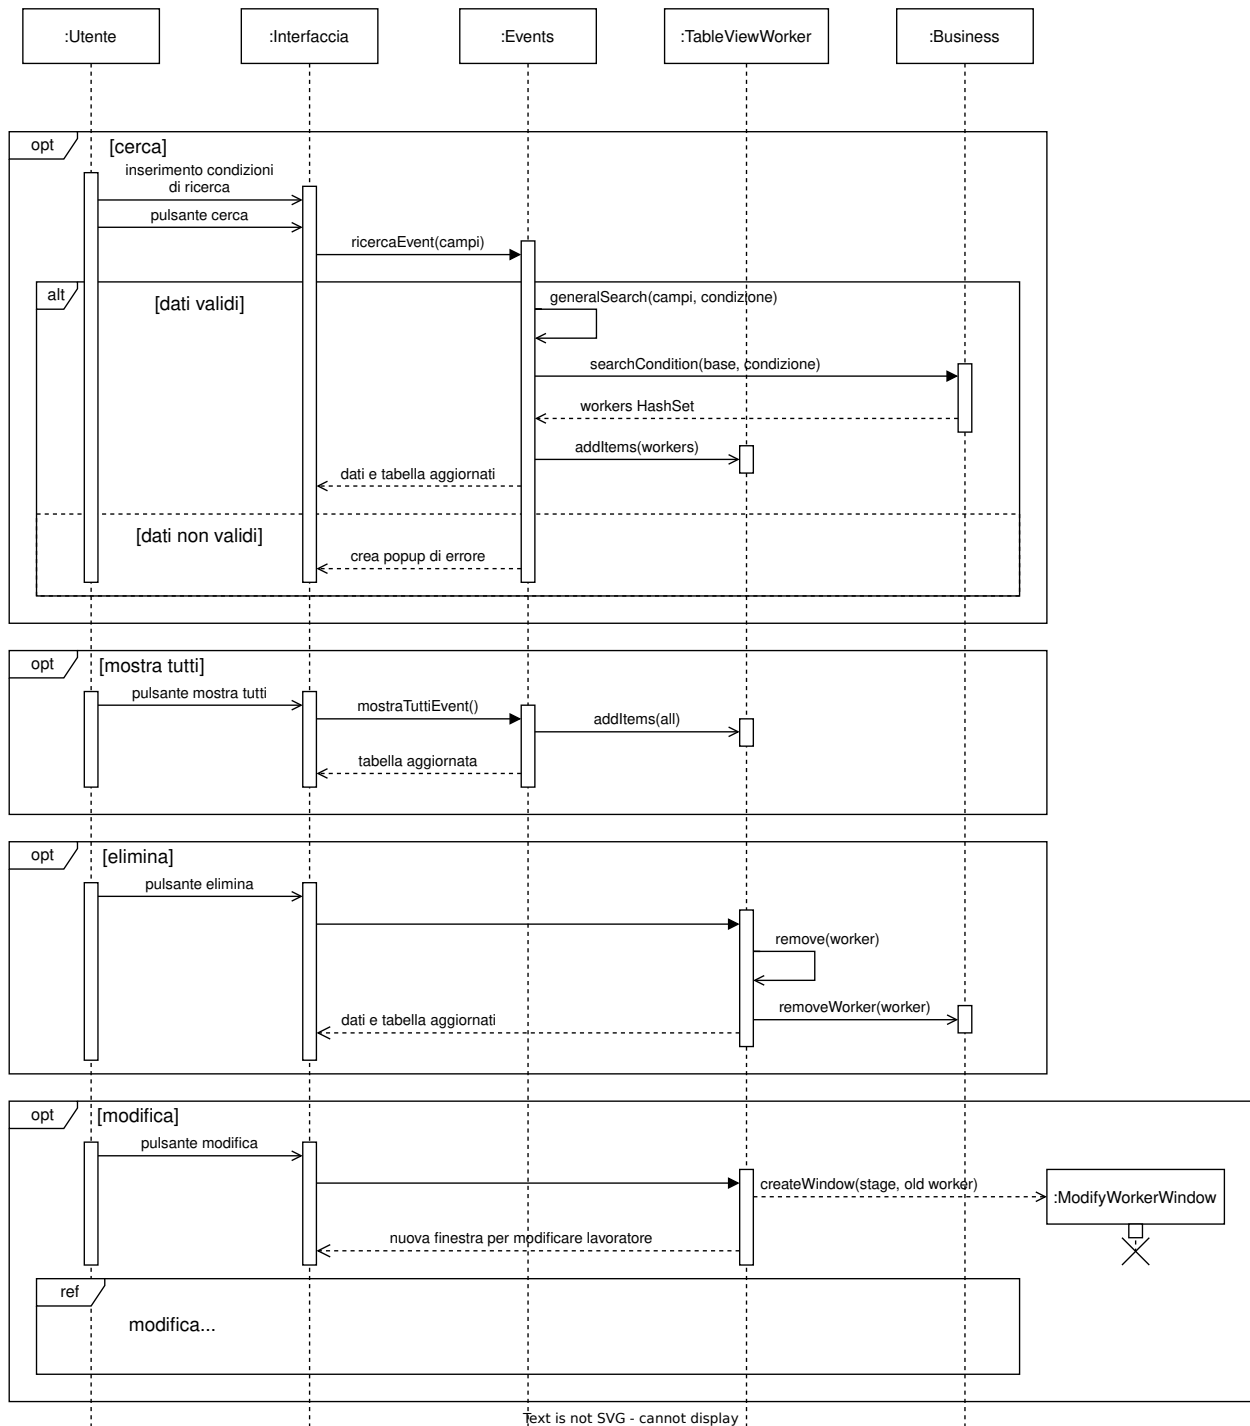 :Utente
:Interfaccia
:Events
:TableViewWorker
:Business
opt
[cerca]
inserimento condizioni
di ricerca
pulsante cerca
ricercaEvent(campi)
alt
[dati validi]
generalSearch(campi, condizione)
searchCondition(base, condizione)
workers HashSet
addItems(workers)
dati e tabella aggiornati
[dati non validi]
crea popup di errore
opt
[mostra tutti]
pulsante mostra tutti
mostraTuttiEvent()
addItems(all)
tabella aggiornata
opt
[elimina]
pulsante elimina
remove(worker)
removeWorker(worker)
dati e tabella aggiornati
opt
[modifica]
pulsante modifica
createWindow(stage, old worker)
:ModifyWorkerWindow
nuova finestra per modificare lavoratore
ref
modifica...
Text is not SVG - cannot display